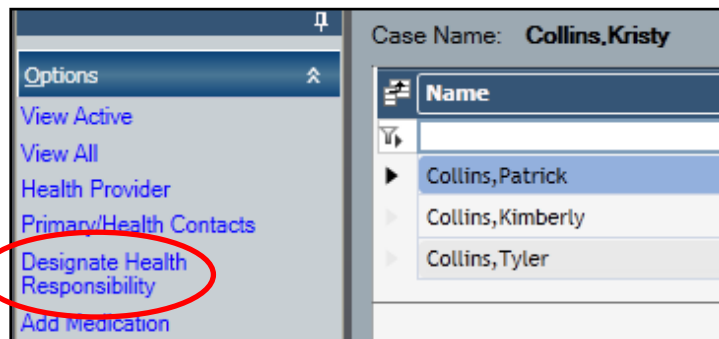 Options
View Active
View All
Health Provider
Primary/Health Contacts
Designate Health
Responsibility
Add Medication
Case Name: Collins,Kristy
Name
Collins,Patrick
Collins,Kimberly
Collins,Tyler